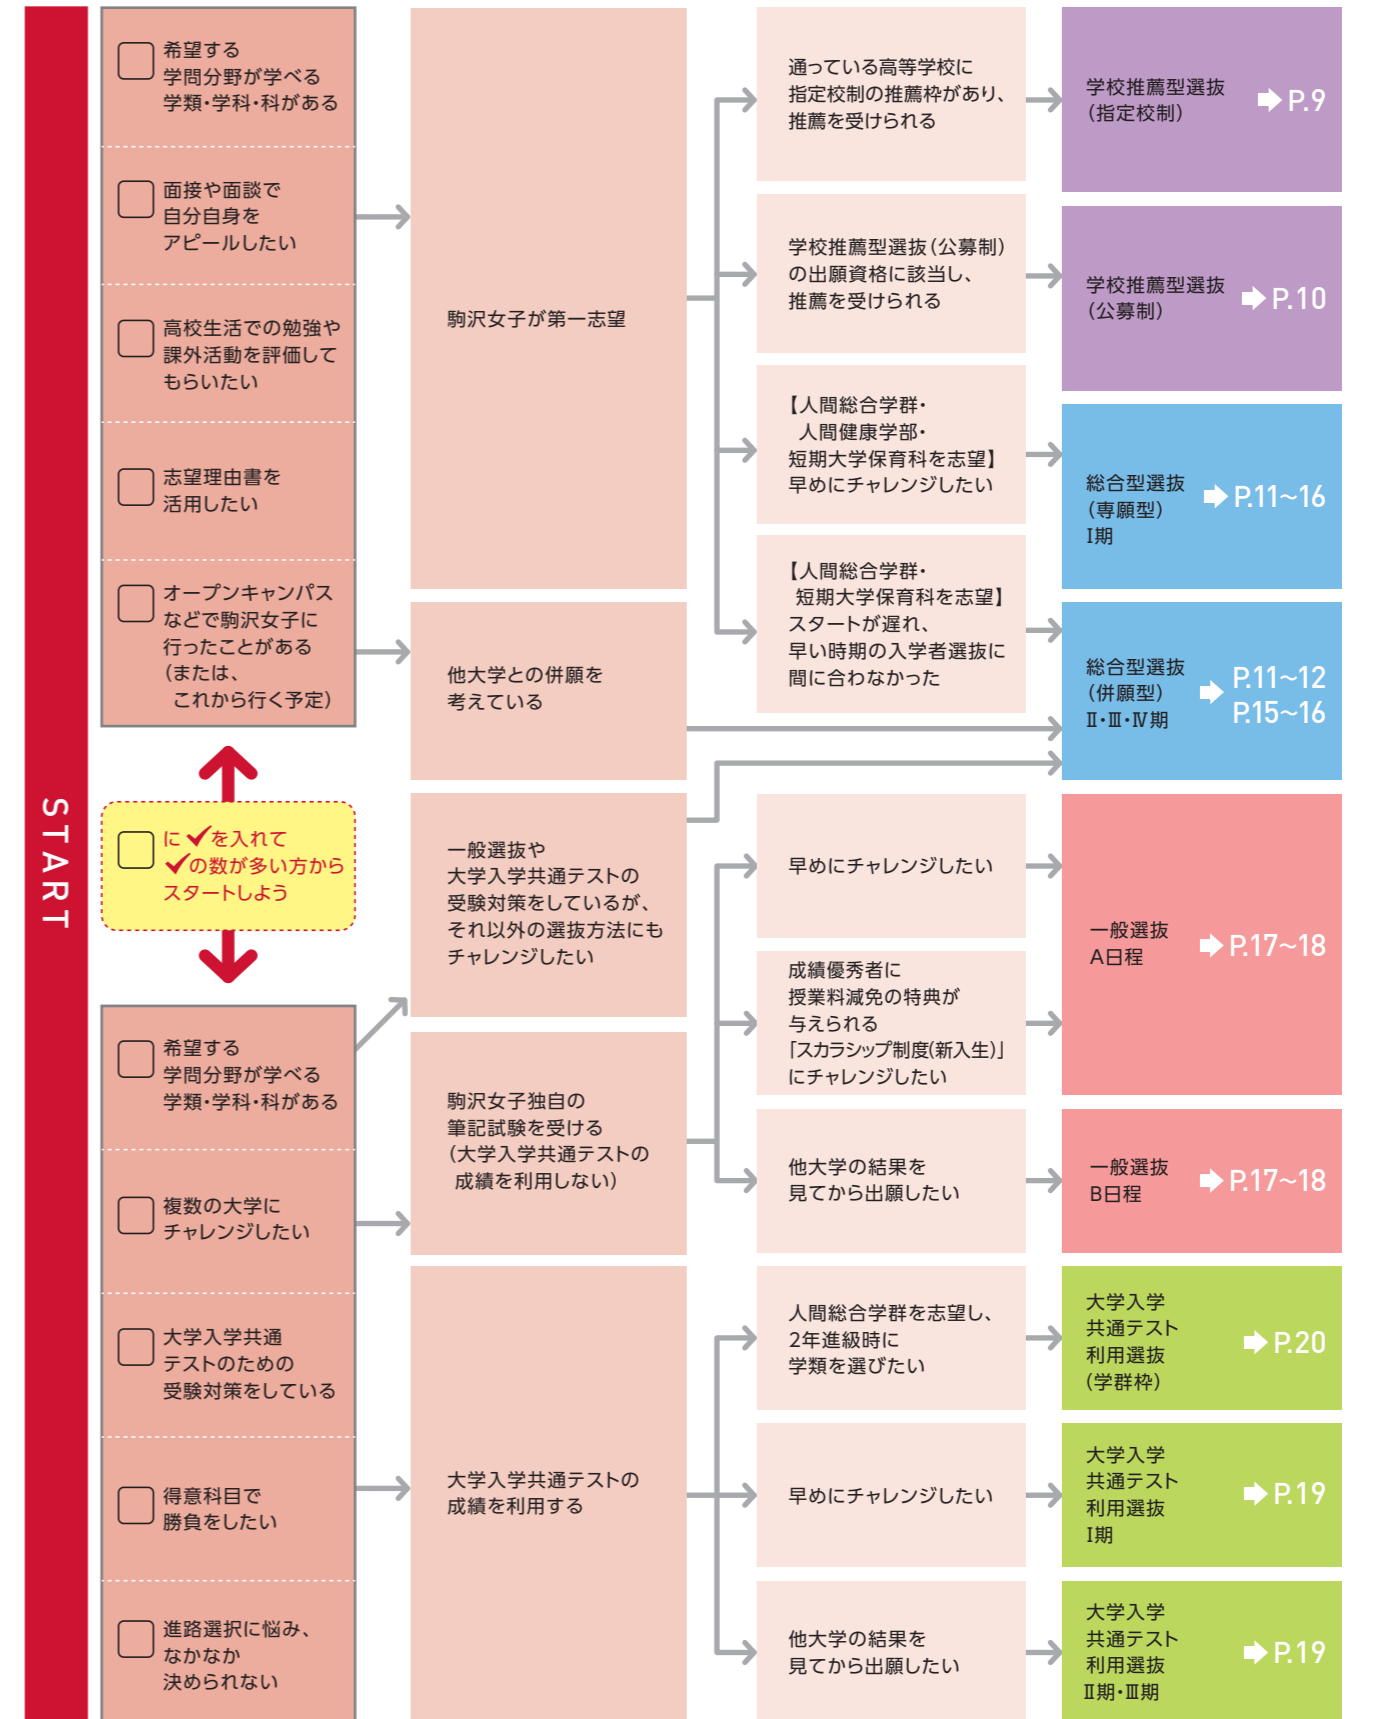 START
希望する
学問分野が学べる
学類・学科・科がある
面接や面談で
自分自身を
アピールしたい
高校生活での勉強や
課外活動を評価して
もらいたい
志望理由書を
活用したい
オープンキャンパス
などで駒沢女子に
行ったことがある
(または、
これから行く予定)
に✔を入れて
✔の数が多い方から
スタートしよう
希望する
学問分野が学べる
学類・学科・科がある
複数の大学に
チャレンジしたい
大学入学共通
テストのための
受験対策をしている
得意科目で
勝負をしたい
進路選択に悩み、
なかなか
決められない
駒沢女子が第一志望
他大学との併願を
考えている
一般選抜や
大学入学共通テストの
受験対策をしているが、
それ以外の選抜方法にも
チャレンジしたい
駒沢女子独自の
筆記試験を受ける
(大学入学共通テストの
成績を利用しない)
大学入学共通テストの
成績を利用する
通っている高等学校に
指定校制の推薦枠があり、
推薦を受けられる
学校推薦型選抜(公募制)
の出願資格に該当し、
推薦を受けられる
【人間総合学群・
人間健康学部・
短期大学保育科を志望】
早めにチャレンジしたい
【人間総合学群・
短期大学保育科を志望】
スタートが遅れ、
早い時期の入学者選抜に
間に合わなかった
早めにチャレンジしたい
成績優秀者に
授業料減免の特典が
与えられる
「スカラシップ制度(新入生)」
にチャレンジしたい
他大学の結果を
見てから出願したい
人間総合学群を志望し、
2年進級時に
学類を選びたい
早めにチャレンジしたい
他大学の結果を
見てから出願したい
学校推薦型選抜
(指定校制)
P.9
学校推薦型選抜
(公募制)
P.10
総合型選抜
(専願型)
Ⅰ期
P.11~16
総合型選抜
(併願型)
Ⅱ・Ⅲ・Ⅳ期
P.11~12
P.15~16
一般選抜
A日程
P.17~18
一般選抜
B日程
P.17~18
大学入学
共通テスト
利用選抜
(学群枠)
P.20
大学入学
共通テスト
利用選抜
Ⅰ期
P.19
大学入学
共通テスト
利用選抜
Ⅱ期・Ⅲ期
P.19